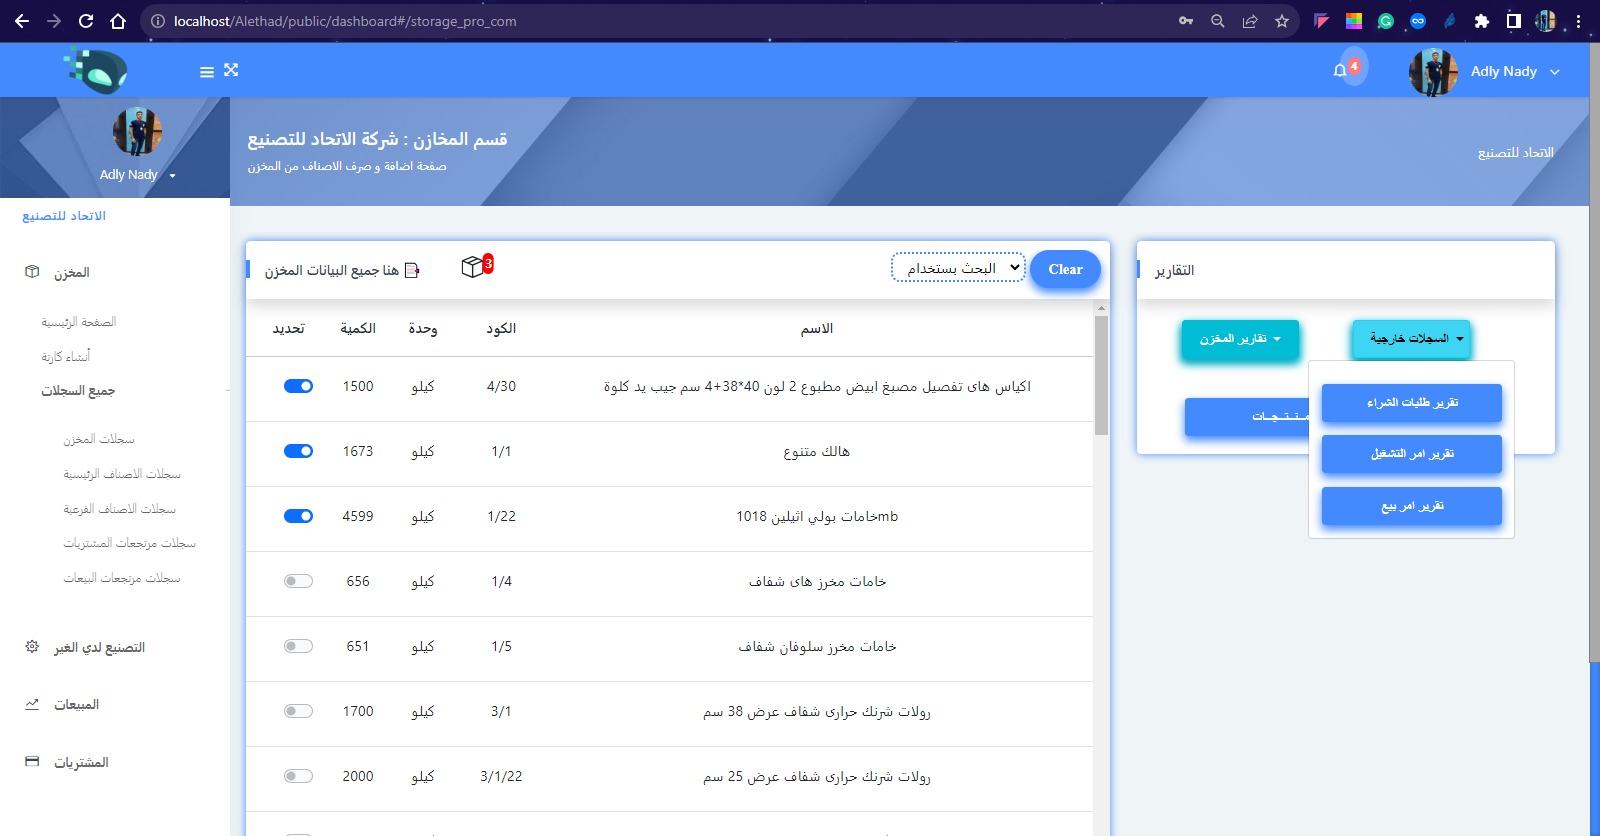 localhost/Alethad/public/dashboard#/storage_pro_com
4
Adly Nady
Adly Nady
قسم المخازن : شركة الاتحاد للتصنيع
صفحة اضافة و صرف الاصناف من المخزن
الاتحاد للتصنيع
الاتحاد للتصنيع
المخزن
الصفحة الرئيسية
أنشاء كارتة
جميع السجلات
سجلات المخزن
سجلات الاصناف الرئيسية
سجلات الاصناف الفرعية
سجلات مرتجعات المشتريات
سجلات مرتجعات البيعات
التصنيع لدي الغير
المبيعات
المشتريات
هنا جميع البيانات المخزن
3
البحث بستخدام
Clear
تحديد الكمية وحدة الكود الاسم
1500 كيلو 4/30 اكياس هاى تفصيل مصبغ ابيض مطبوع 2 لون 40*38+4 سم جيب يد كلوة
1673 كيلو 1/1 هالك متنوع
4599 كيلو 1/22 خامات بولي اثيلين 1018mb
656 كيلو 1/4 خامات مخرز هاى شفاف
651 كيلو 1/5 خامات مخرز سلوفان شفاف
1700 كيلو 3/1 رولات شرنك حرارى شفاف عرض 38 سم
2000 كيلو 3/1/22 رولات شرنك حرارى شفاف عرض 25 سم
التقارير
تقارير المخزن
السجلات خارجية
تقرير طلبات الشراء
تقرير امر التشغيل
تقرير امر بيع